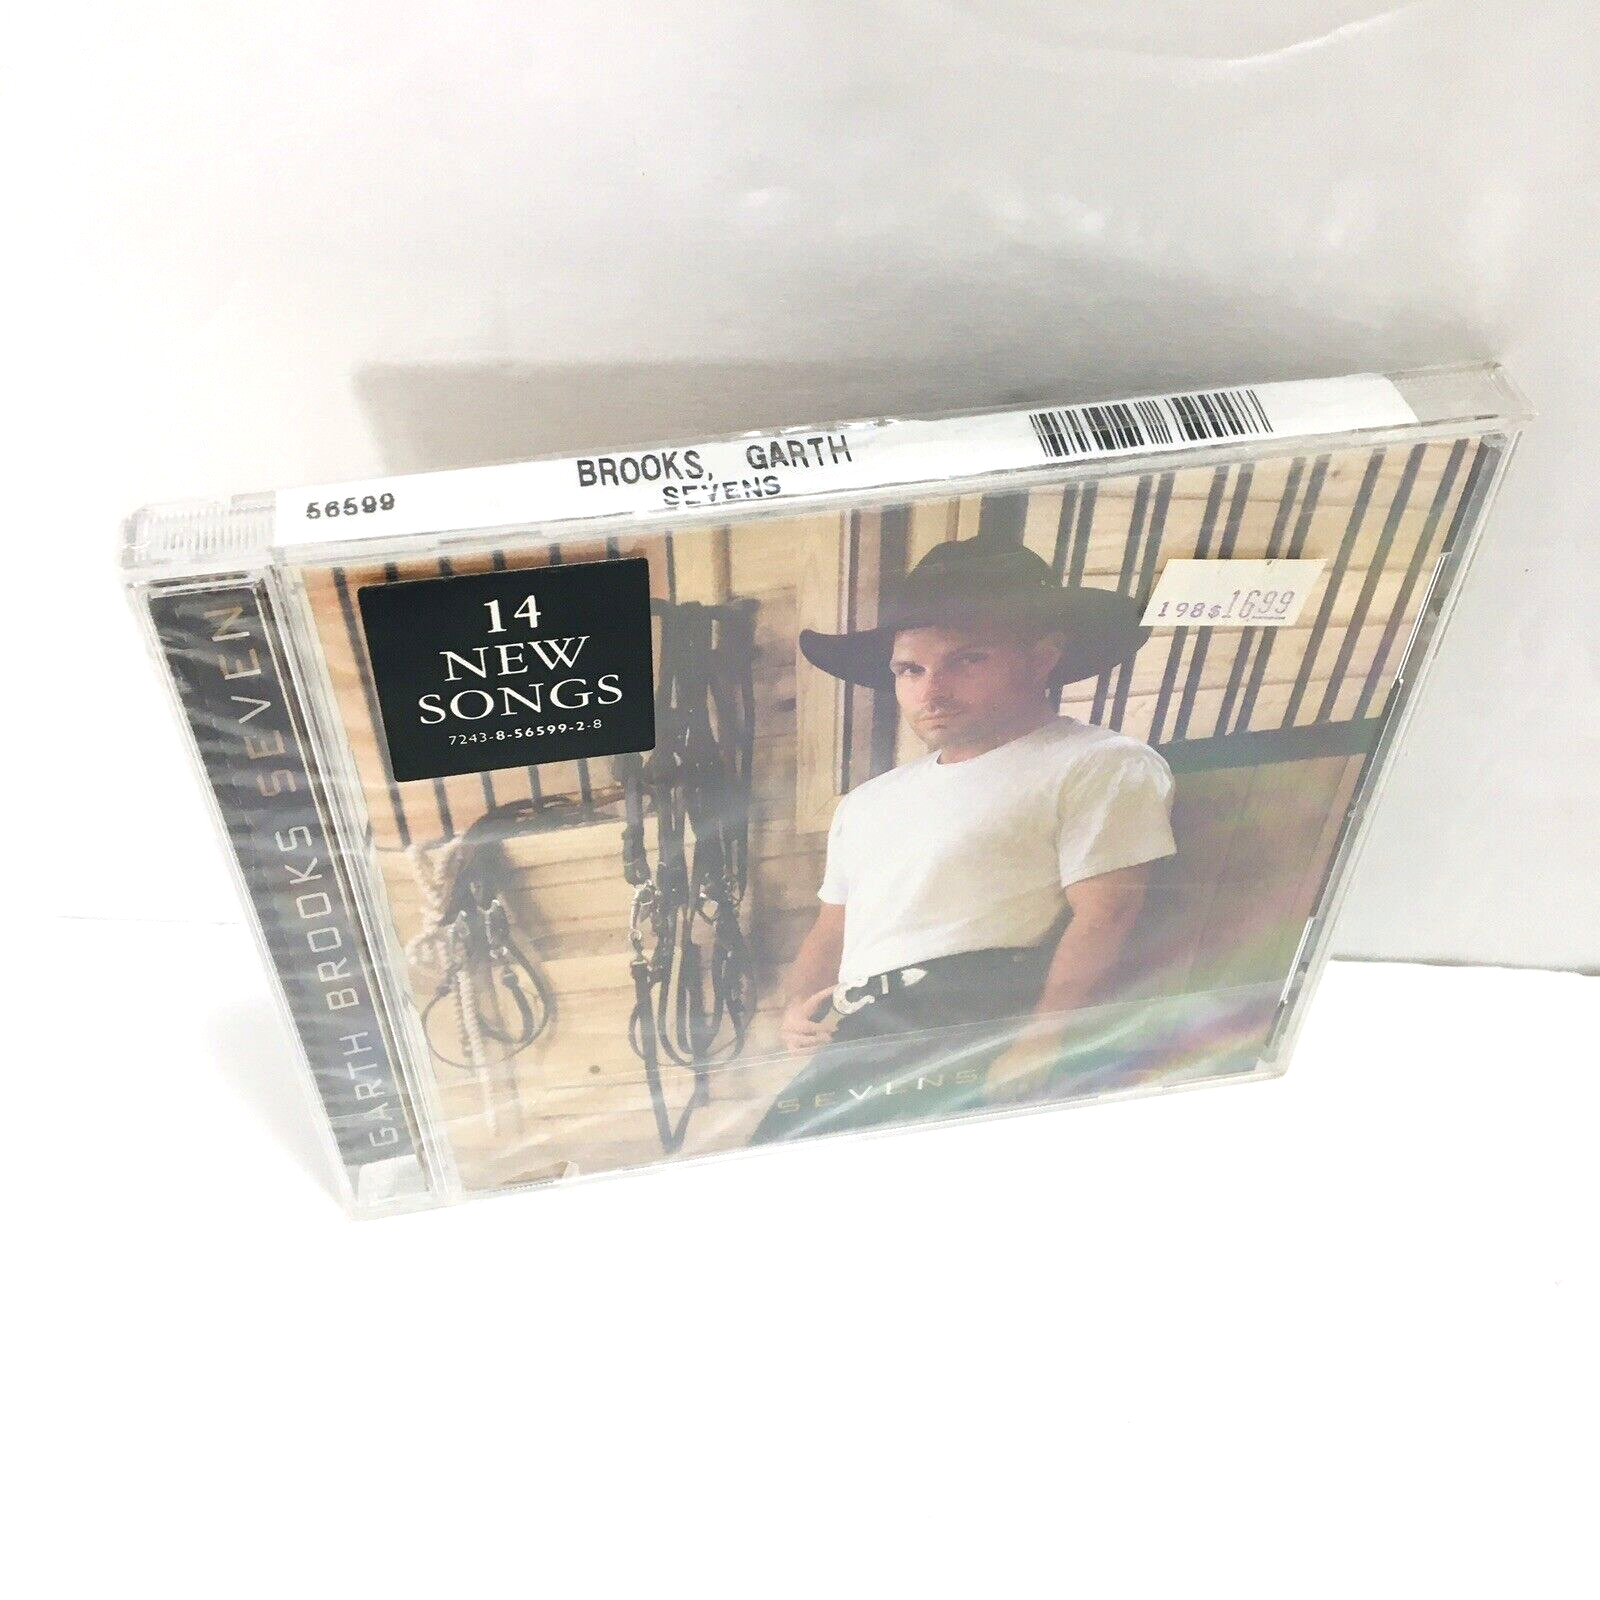 56599
BROOKS, GARTH
SEVENS
14
NEW
SONGS
7243-8-56599-2-8
198$16.99
GARTH BROOKS SEVEN
SEVENS